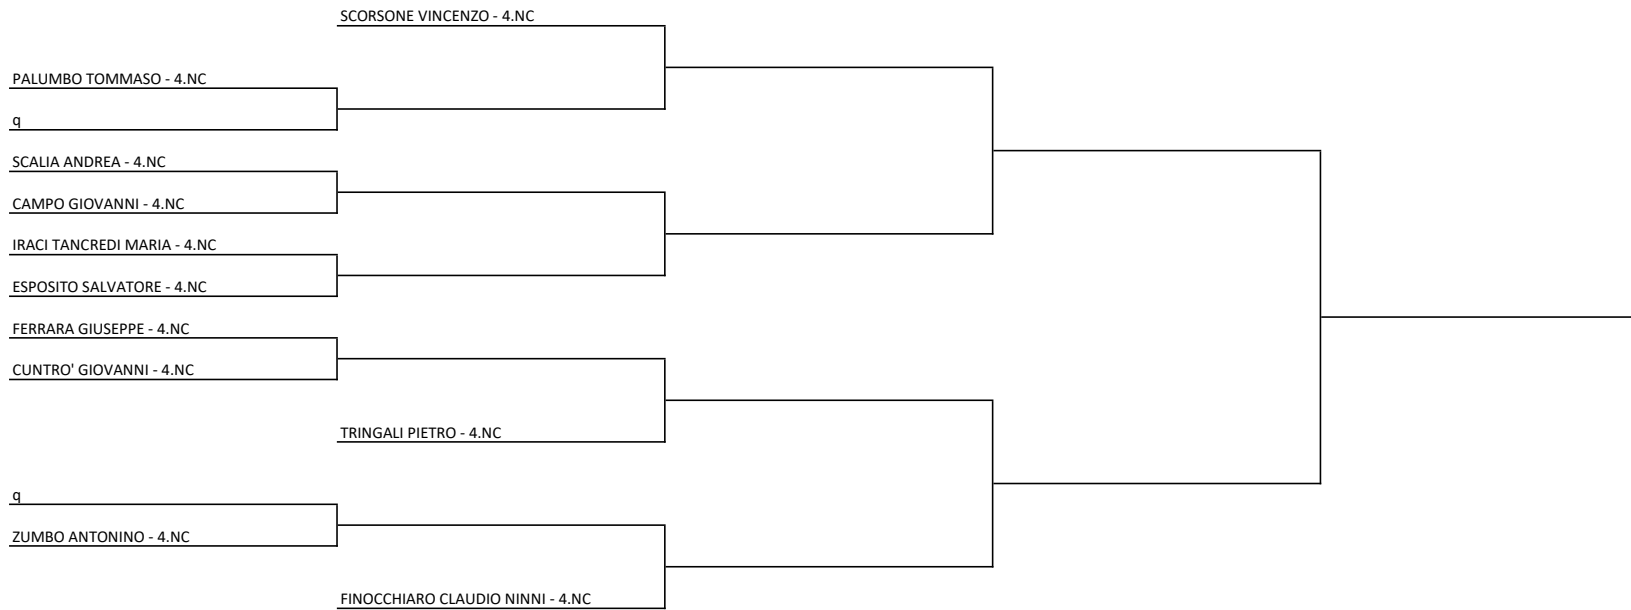 SCORSONE VINCENZO - 4.NC
PALUMBO TOMMASO - 4.NC
q
SCALIA ANDREA - 4.NC
CAMPO GIOVANNI - 4.NC
IRACI TANCREDI MARIA - 4.NC
ESPOSITO SALVATORE - 4.NC
FERRARA GIUSEPPE - 4.NC
CUNTRO' GIOVANNI - 4.NC
TRINGALI PIETRO - 4.NC
q
ZUMBO ANTONINO - 4.NC
FINOCCHIARO CLAUDIO NINNI - 4.NC